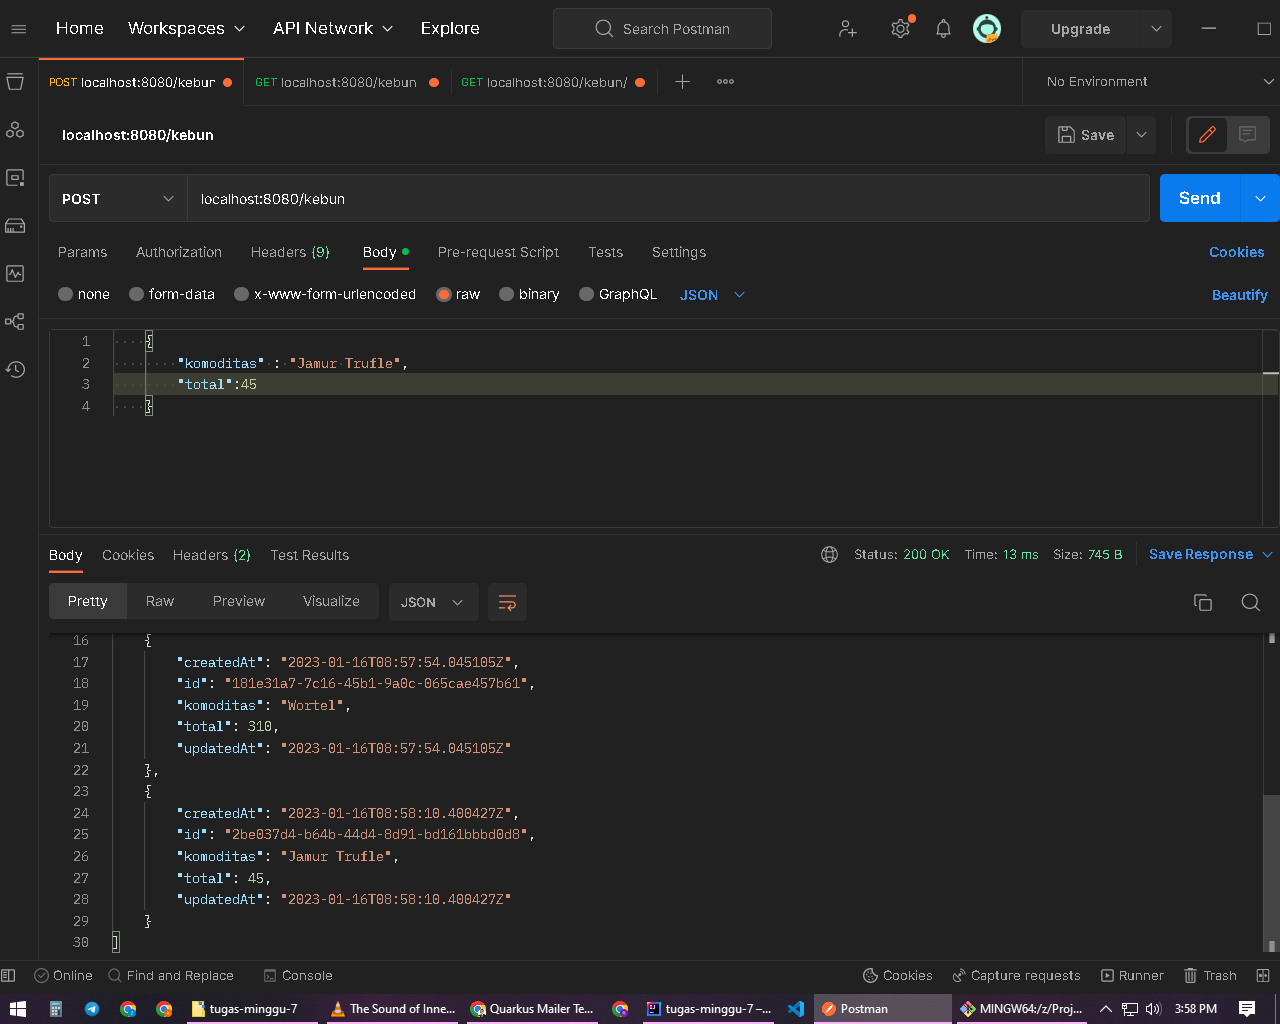 Home Workspaces API Network Explore Search Postman Upgrade
POST localhost:8080/kebun GET localhost:8080/kebun GET localhost:8080/kebun/ No Environment
localhost:8080/kebun Save
POST localhost:8080/kebun Send
Params Authorization Headers (9) Body Pre-request Script Tests Settings Cookies
none form-data x-www-form-urlencoded raw binary GraphQL JSON Beautify
1 {
2 "komoditas" : "Jamur Trufle",
3 "total":45
4 }
Body Cookies Headers (2) Test Results Status: 200 OK Time: 13 ms Size: 745 B Save Response
Pretty Raw Preview Visualize JSON
16 {
17 "createdAt": "2023-01-16T08:57:54.045105Z",
18 "id": "181e31a7-7c16-45b1-9a0c-065cae457b61",
19 "komoditas": "Wortel",
20 "total": 310,
21 "updatedAt": "2023-01-16T08:57:54.045105Z"
22 },
23 {
24 "createdAt": "2023-01-16T08:58:10.400427Z",
25 "id": "2be037d4-b64b-44d4-8d91-bd161bbbd0d8",
26 "komoditas": "Jamur Trufle",
27 "total": 45,
28 "updatedAt": "2023-01-16T08:58:10.400427Z"
29 }
30 ]
Online Find and Replace Console Cookies Capture requests Runner Trash
tugas-minggu-7 The Sound of Inne... Quarkus Mailer Te... tugas-minggu-7 –... Postman MINGW64:/z/Proj... 3:58 PM